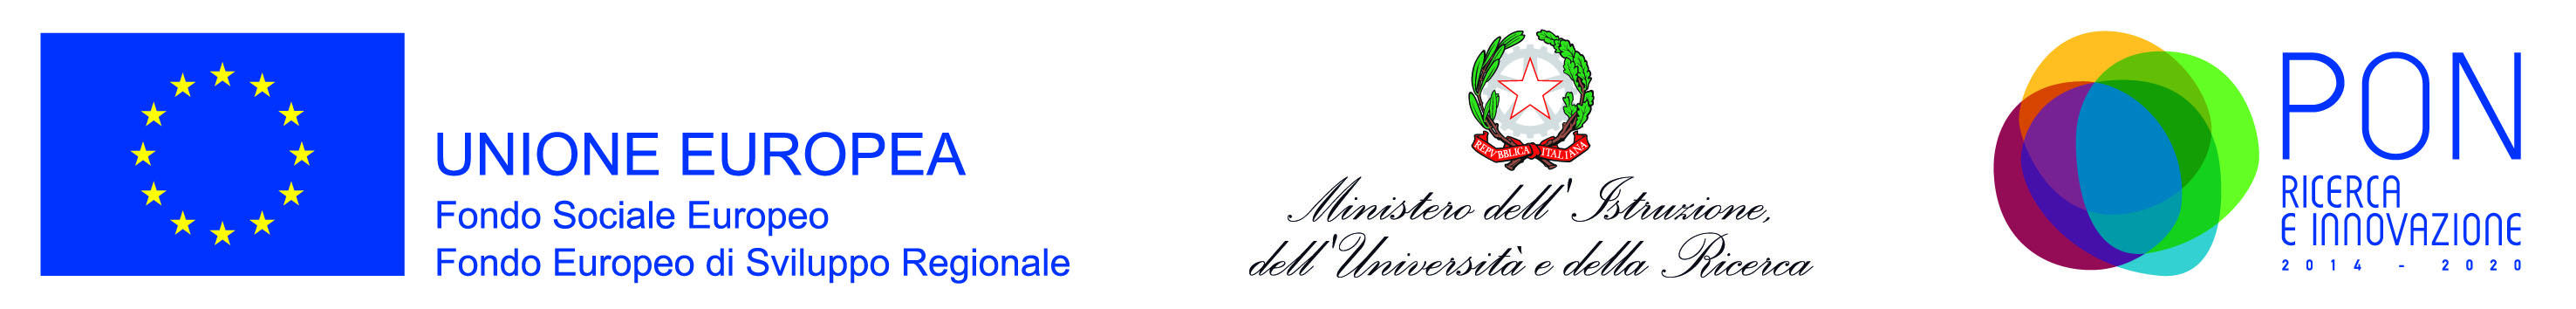 UNIONE EUROPEA
Fondo Sociale Europeo
Fondo Europeo di Sviluppo Regionale
REPVBBLICA ITALIANA
Ministero dell' Istruzione,
dell'Università e della Ricerca
PON
RICERCA
E INNOVAZIONE
2014 - 2020